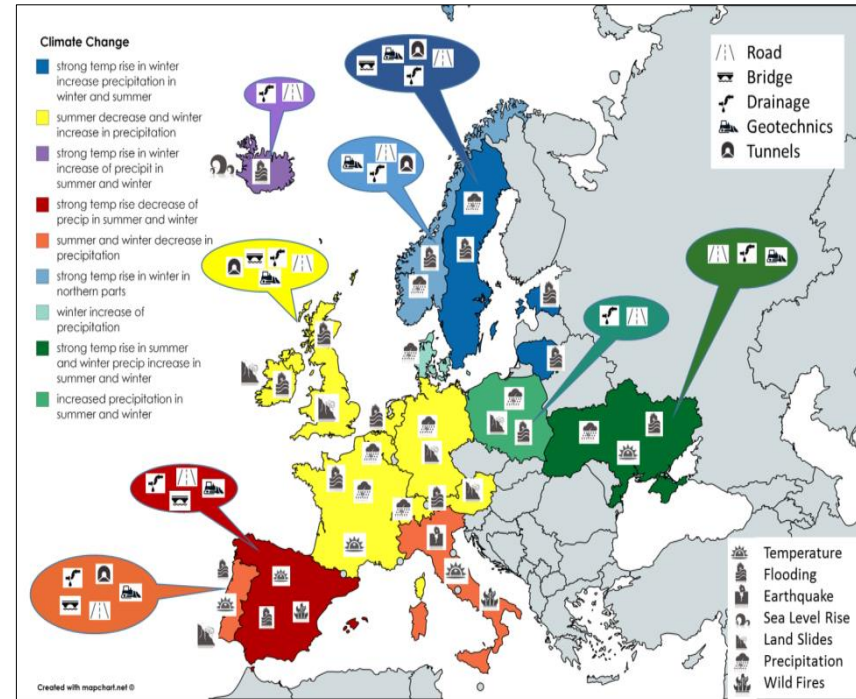 Climate Change
strong temp rise in winter
increase precipitation in
winter and summer
summer decrease and winter
increase in precipitation
strong temp rise in winter
increase of precipit in
summer and winter
strong temp rise decrease of
precip in summer and winter
summer and winter decrease in
precipitation
strong temp rise in winter in
northern parts
winter increase of
precipitation
strong temp rise in summer
and winter precip increase in
summer and winter
increased precipitation in
summer and winter
Road
Bridge
Drainage
Geotechnics
Tunnels
Temperature
Flooding
Earthquake
Sea Level Rise
Land Slides
Precipitation
Wild Fires
Created with mapchart.net ©